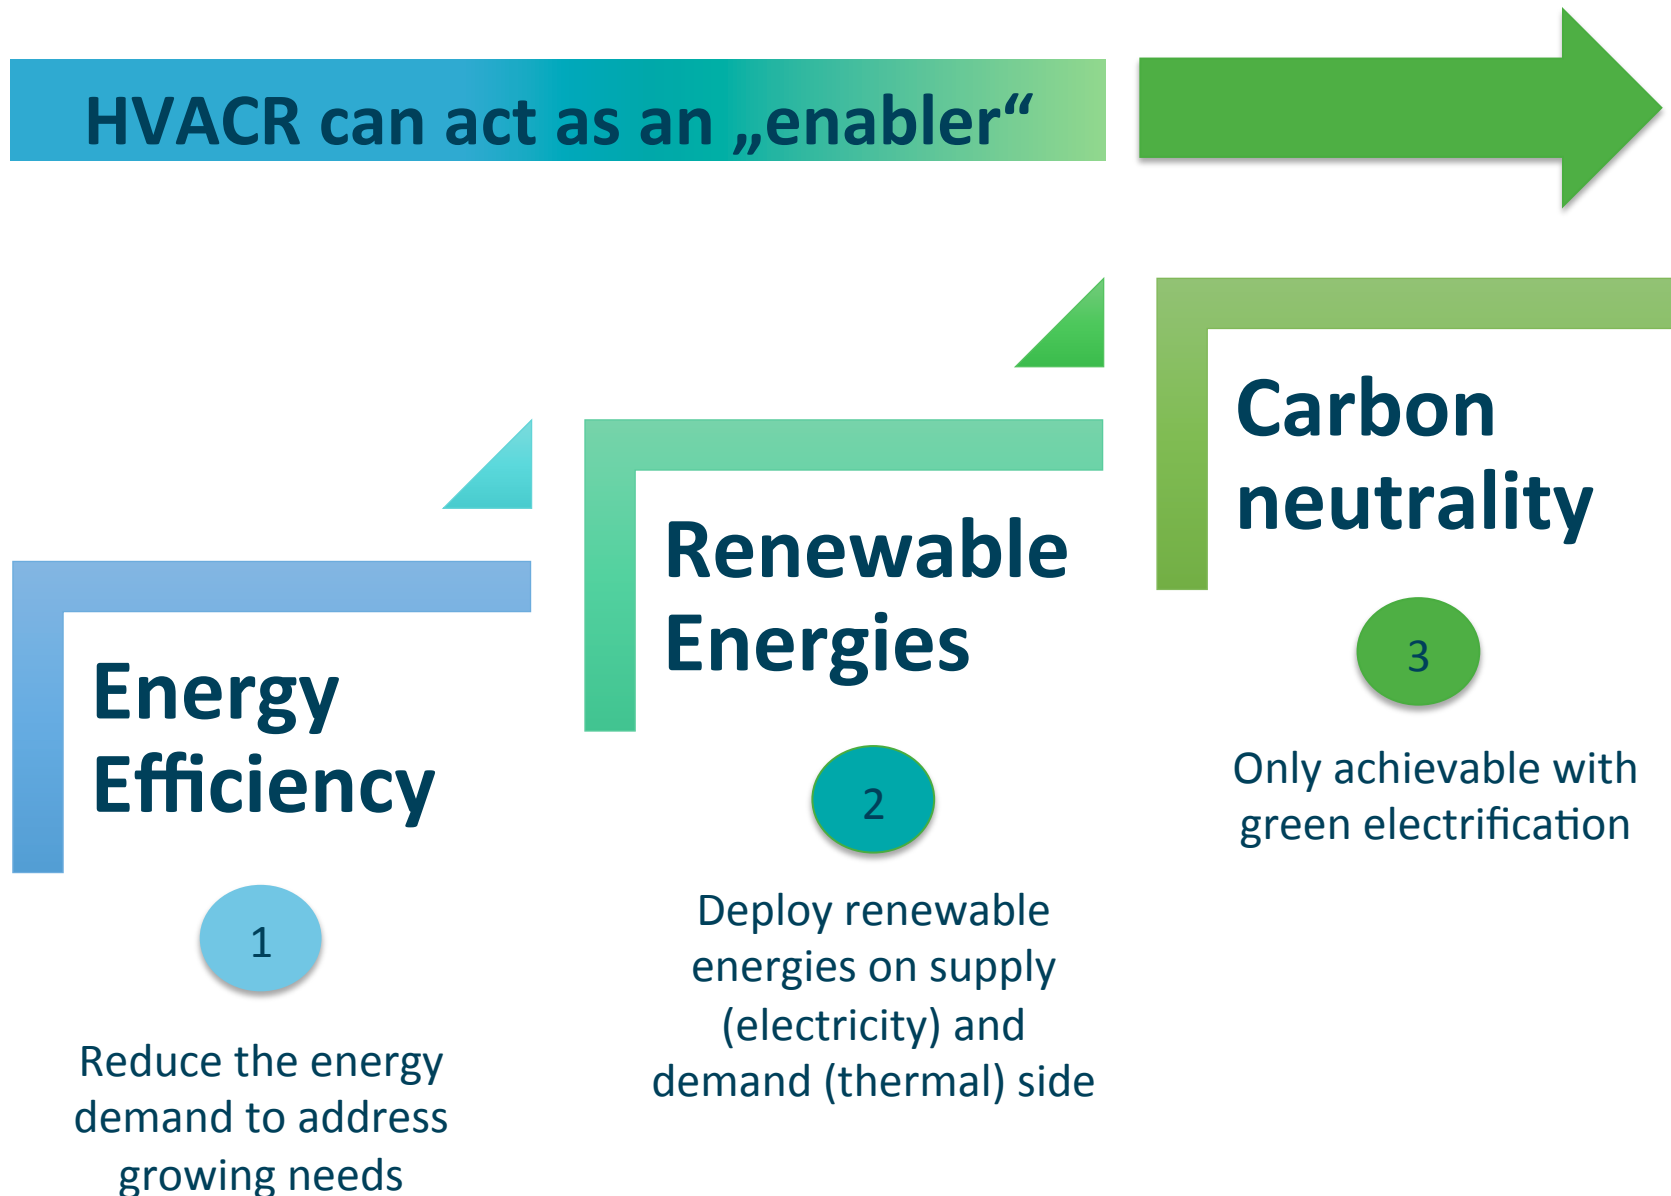 HVACR can act as an „enabler“
Energy
Efficiency
1
Reduce the energy
demand to address
growing needs
Renewable
Energies
2
Deploy renewable
energies on supply
(electricity) and
demand (thermal) side
Carbon
neutrality
3
Only achievable with
green electrification